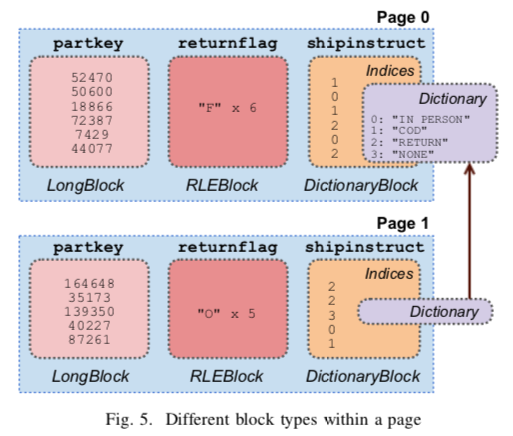 Page 0
partkey returnflag shipinstruct
52470
50600
18866
72387
7429
44077
LongBlock
"F" x 6
RLEBlock
Indices
1
0
1
2
0
2
Dictionary
0: "IN PERSON"
1: "COD"
2: "RETURN"
3: "NONE"
DictionaryBlock
Page 1
partkey returnflag shipinstruct
164648
35173
139350
40227
87261
LongBlock
"O" x 5
RLEBlock
Indices
2
2
3
0
1
Dictionary
DictionaryBlock
Fig. 5. Different block types within a page